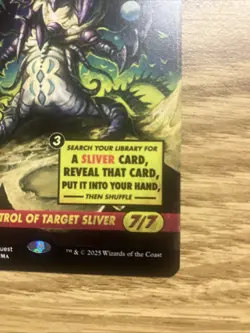 3
SEARCH YOUR LIBRARY FOR
A SLIVER CARD,
REVEAL THAT CARD,
PUT IT INTO YOUR HAND,
THEN SHUFFLE
TROL OF TARGET SLIVER 7/7
uest
™ & © 2025 Wizards of the Coast